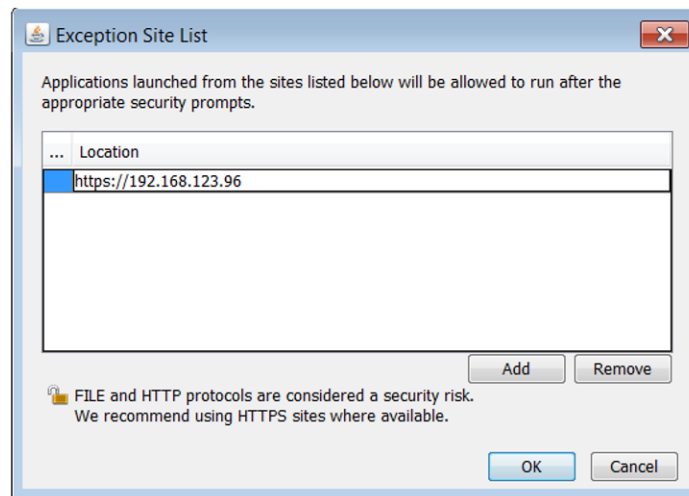 Exception Site List
Applications launched from the sites listed below will be allowed to run after the
appropriate security prompts.
... Location
https://192.168.123.96
Add Remove
FILE and HTTP protocols are considered a security risk.
We recommend using HTTPS sites where available.
OK Cancel